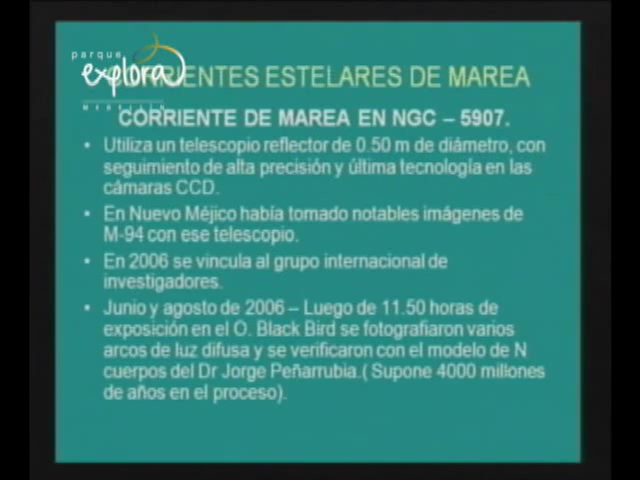 parque
explora
MEDELLÍN
CORRIENTES ESTELARES DE MAREA
CORRIENTE DE MAREA EN NGC – 5907.
• Utiliza un telescopio reflector de 0.50 m de diámetro, con
seguimiento de alta precisión y última tecnología en las
cámaras CCD.
• En Nuevo Méjico había tomado notables imágenes de
M-94 con ese telescopio.
• En 2006 se vincula al grupo internacional de
investigadores.
• Junio y agosto de 2006 – Luego de 11.50 horas de
exposición en el O. Black Bird se fotografiaron varios
arcos de luz difusa y se verificaron con el modelo de N
cuerpos del Dr Jorge Peñarrubia.( Supone 4000 millones
de años en el proceso).